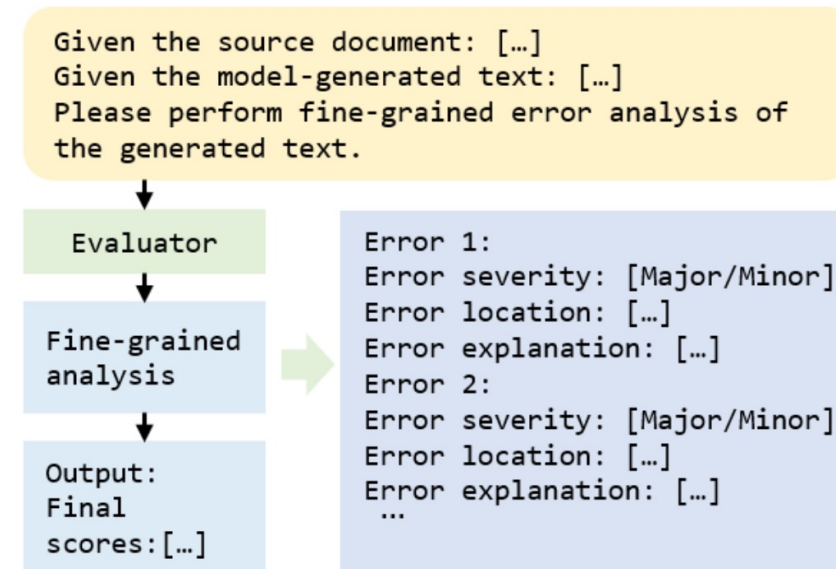 Given the source document: […]
Given the model-generated text: […]
Please perform fine-grained error analysis of
the generated text.
Evaluator
Fine-grained
analysis
Output:
Final
scores:[…]
Error 1:
Error severity: [Major/Minor]
Error location: […]
Error explanation: […]
Error 2:
Error severity: [Major/Minor]
Error location: […]
Error explanation: […]
…